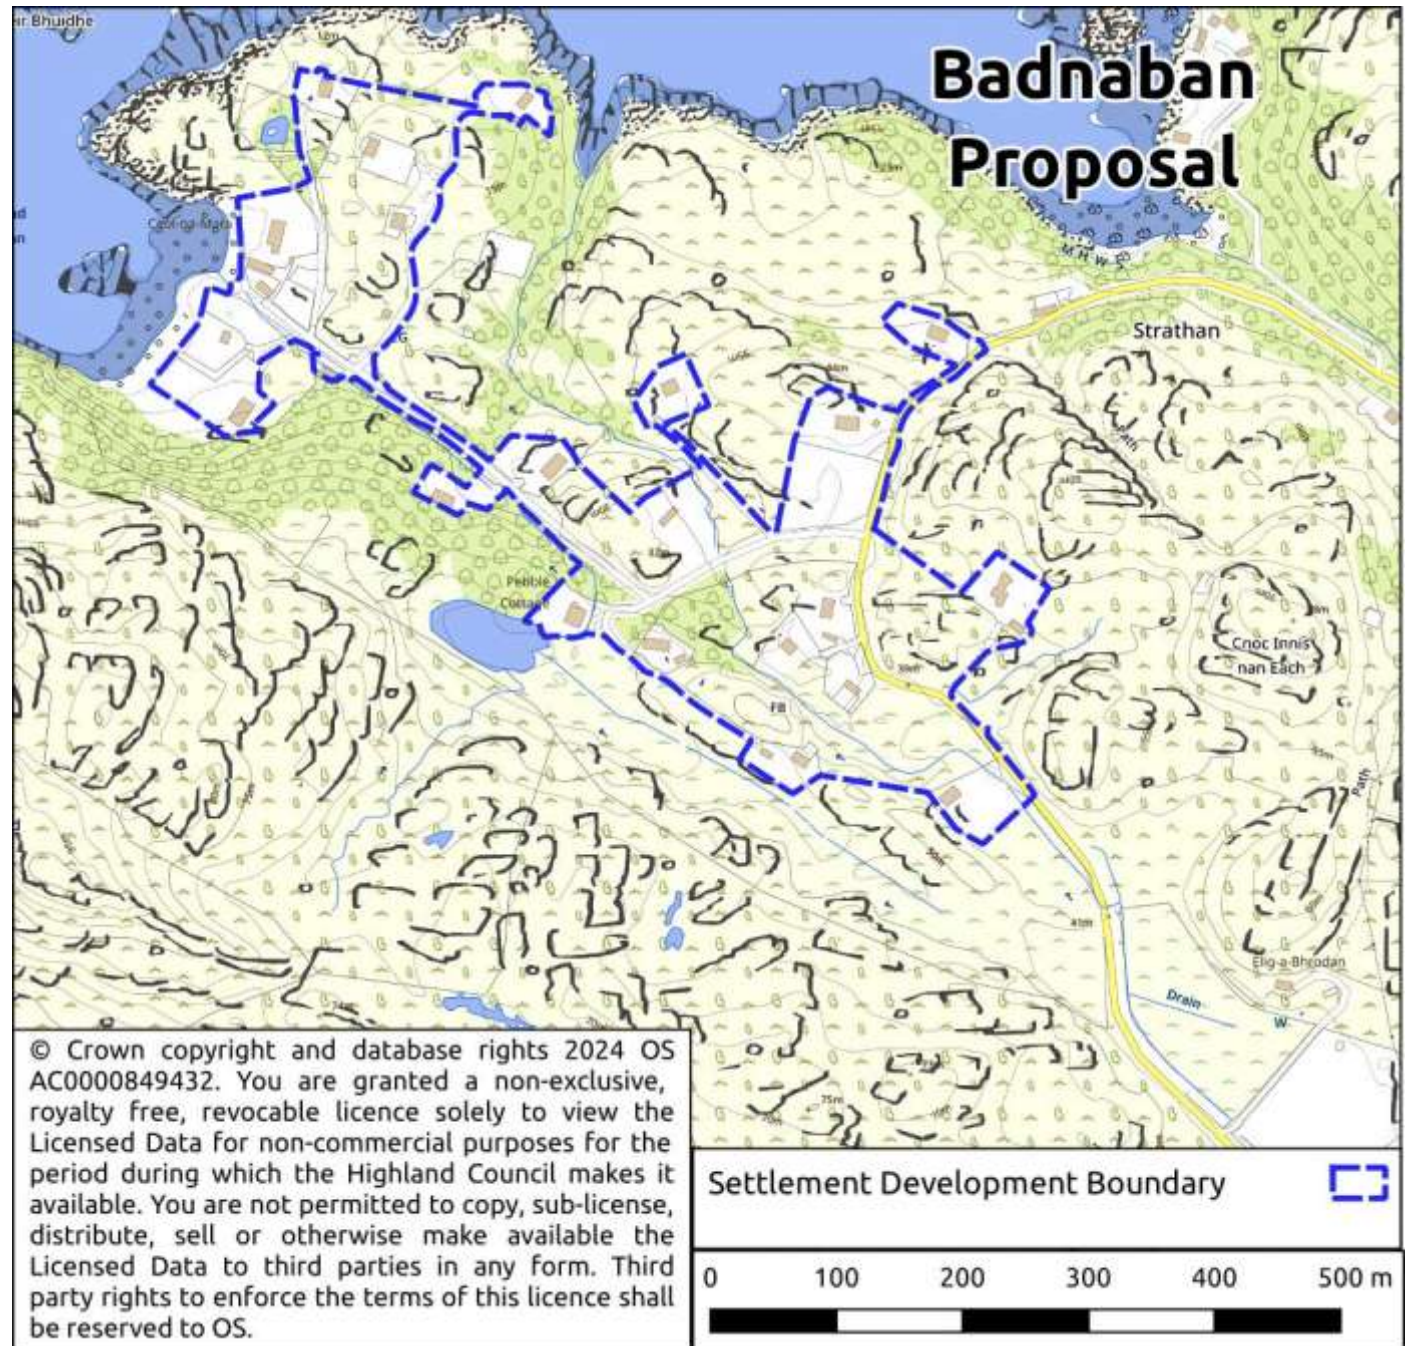 Badnaban
Proposal
Strathan
Path
Pebble
Cottage
Cnoc Innis
nan Each
FB
Path
Elig-a-Bhrodan
Drain
W
41m
75m
MHWS
© Crown copyright and database rights 2024 OS
AC0000849432. You are granted a non-exclusive,
royalty free, revocable licence solely to view the
Licensed Data for non-commercial purposes for the
period during which the Highland Council makes it
available. You are not permitted to copy, sub-license,
distribute, sell or otherwise make available the
Licensed Data to third parties in any form. Third
party rights to enforce the terms of this licence shall
be reserved to OS.
Settlement Development Boundary
0 100 200 300 400 500 m